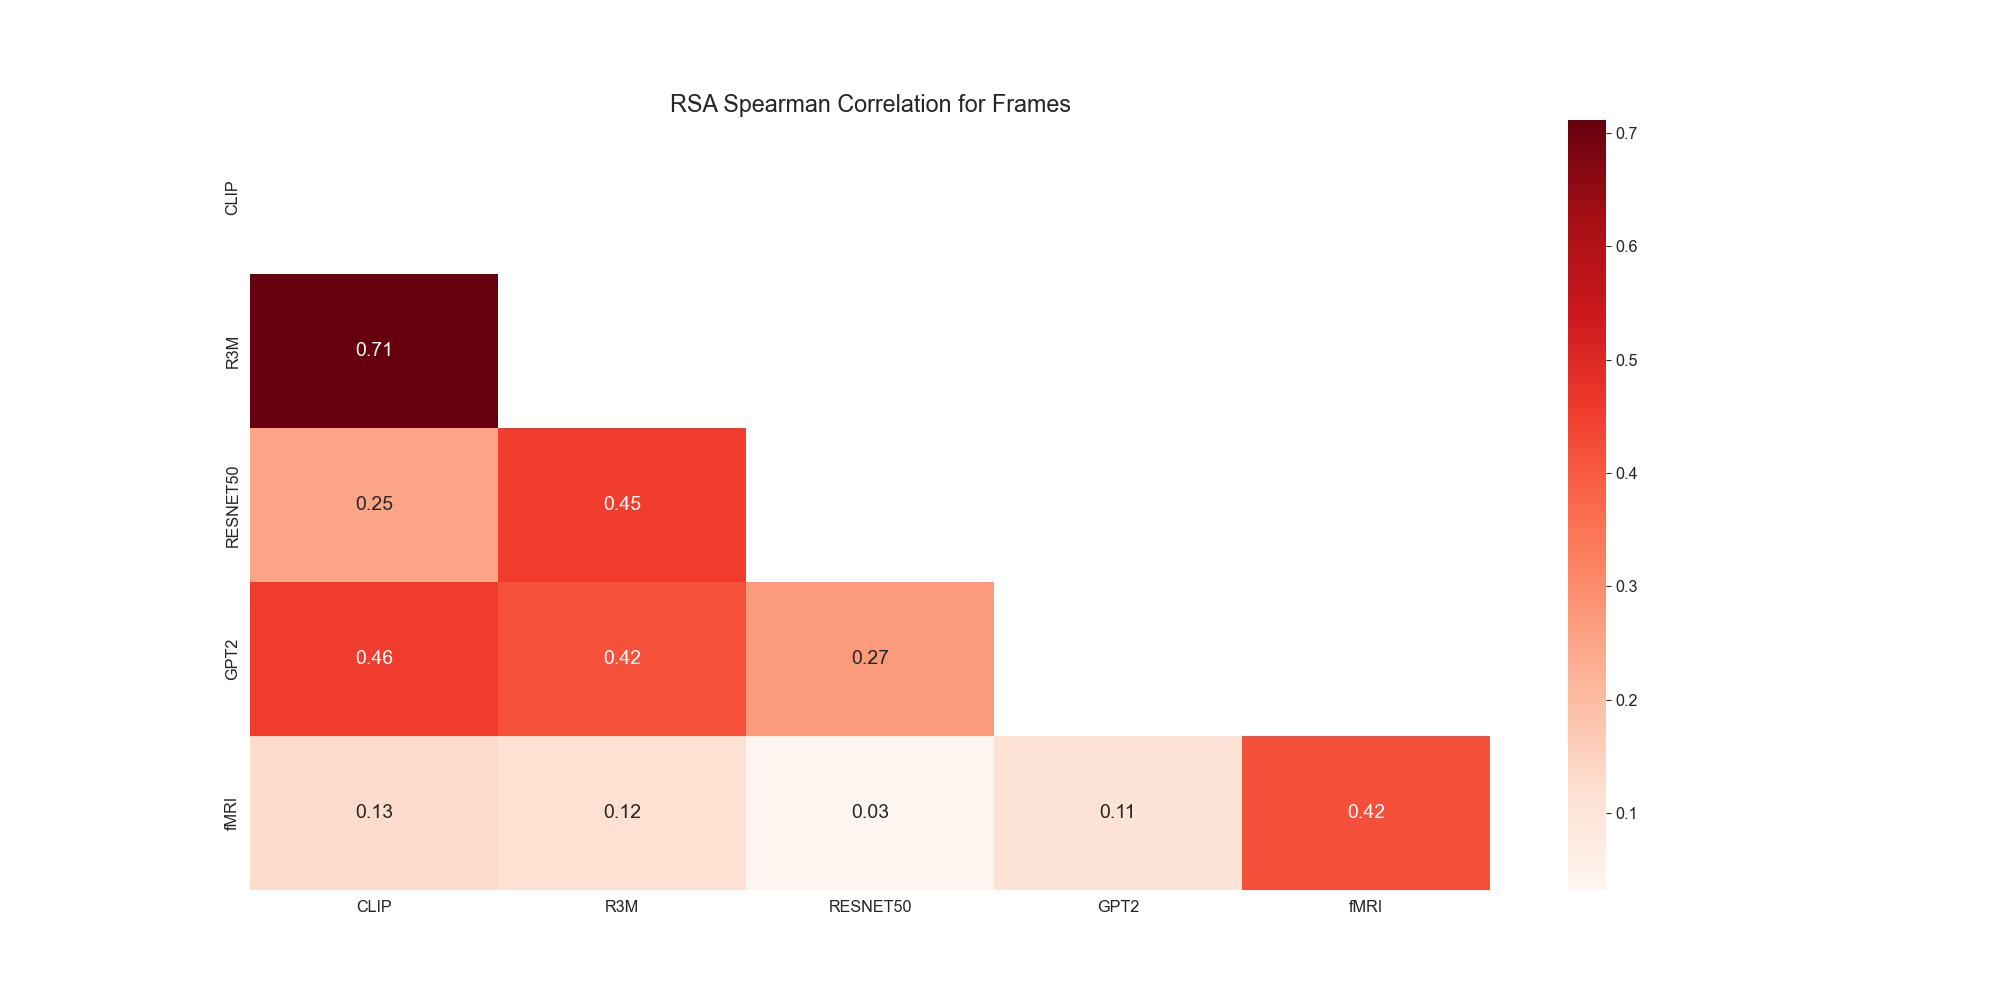 RSA Spearman Correlation for Frames
CLIP
R3M
0.71
RESNET50
0.25 0.45
GPT2
0.46 0.42 0.27
fMRI
0.13 0.12 0.03 0.11 0.42
CLIP R3M RESNET50 GPT2 fMRI
0.7
0.6
0.5
0.4
0.3
0.2
0.1